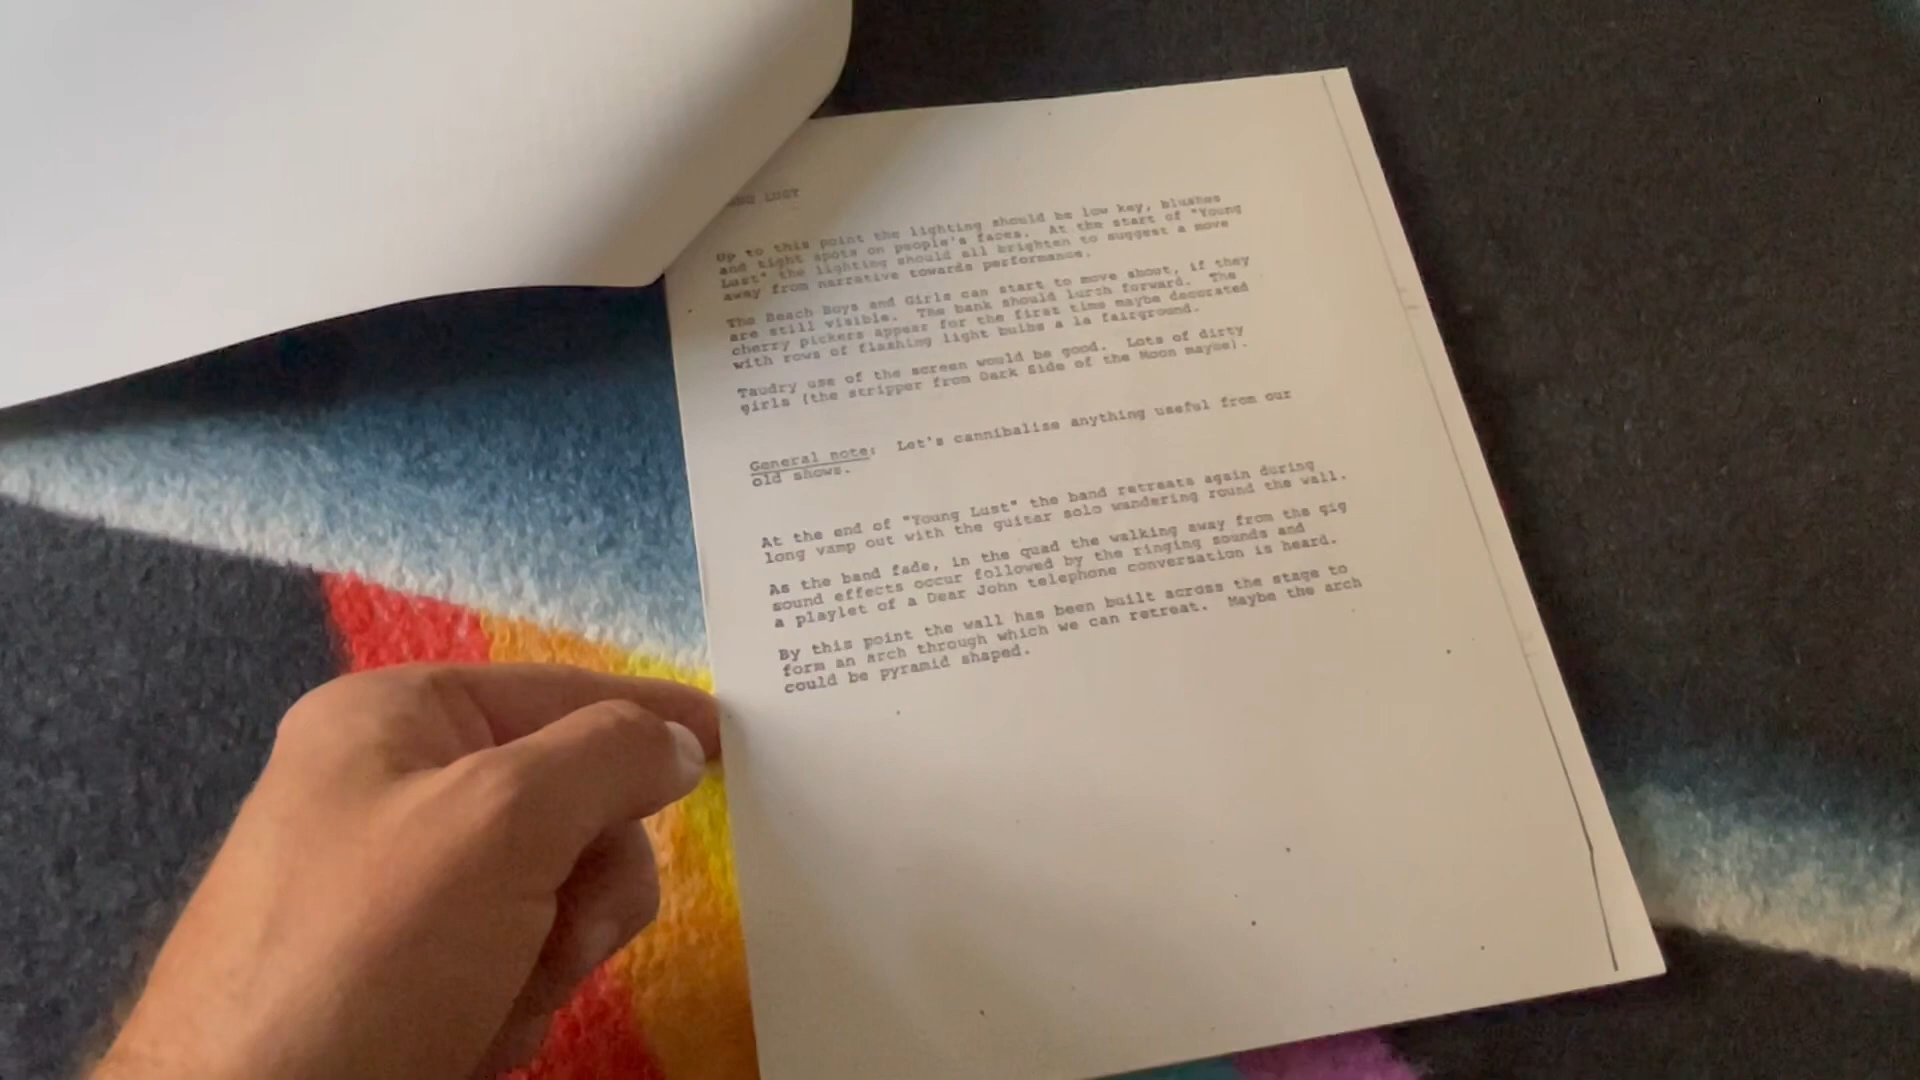 LUST
Up to this point the lighting should be low key, blushes
and tight spots on people's faces. At the start of "Young
Lust" the lighting should all brighten to suggest a move
away from narrative towards performance.
The Beach Boys and Girls can start to move about, if they
are still visible. The bank should lurch forward. The
cherry pickers appear for the first time maybe decorated
with rows of flashing light bulbs a la fairground.
Taudry use of the screen would be good. Lots of dirty
girls (the stripper from Dark Side of the Moon maybe).
General note: Let's cannibalise anything useful from our
old shows.
At the end of "Young Lust" the band retreats again during
long vamp out with the guitar solo wandering round the wall.
As the band fade, in the quad the walking away from the gig
sound effects occur followed by the ringing sounds and
a playlet of a Dear John telephone conversation is heard.
By this point the wall has been built across the stage to
form an arch through which we can retreat. Maybe the arch
could be pyramid shaped.